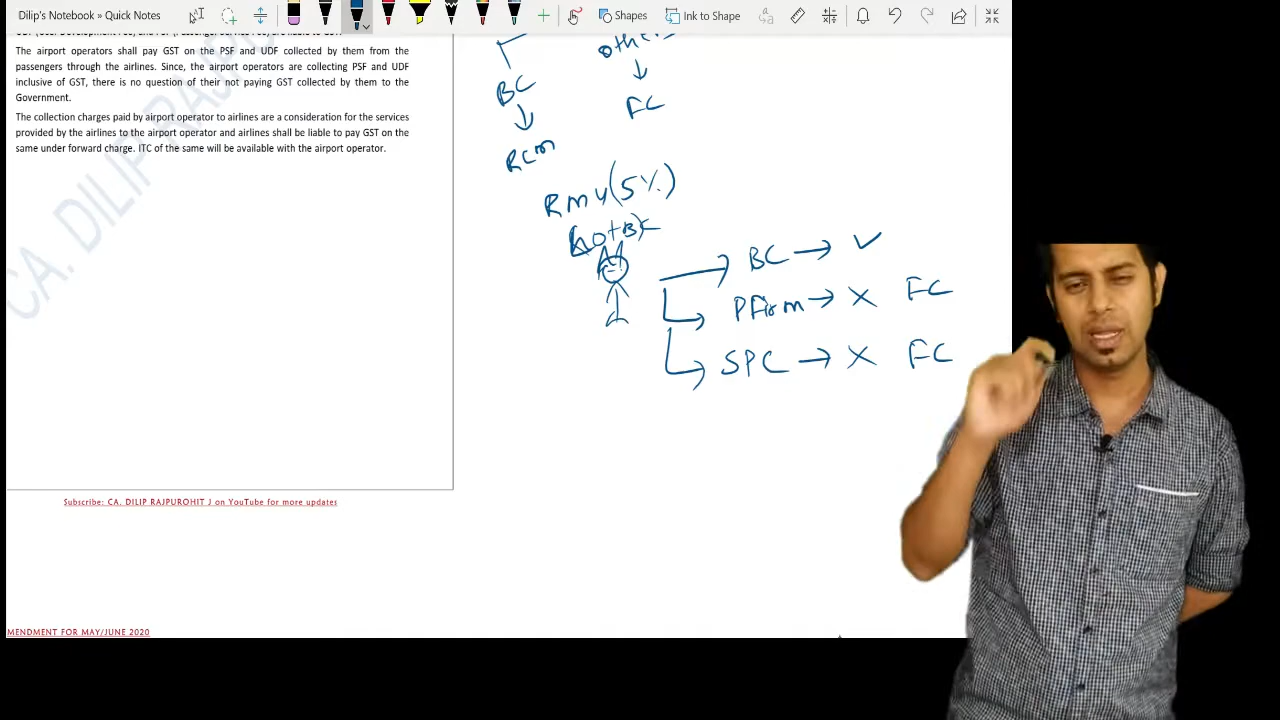 Dilip's Notebook » Quick Notes
Shapes
Ink to Shape
The airport operators shall pay GST on the PSF and UDF collected by them from the
passengers through the airlines. Since, the airport operators are collecting PSF and UDF
inclusive of GST, there is no question of their not paying GST collected by them to the
Government.
The collection charges paid by airport operator to airlines are a consideration for the services
provided by the airlines to the airport operator and airlines shall be liable to pay GST on the
same under forward charge. ITC of the same will be available with the airport operator.
CA. DILIP RAJPUR
Subscribe: CA. DILIP RAJPUROHIT J on YouTube for more updates
MENDMENT FOR MAY/JUNE 2020
BC
FC
RCM
RMV (5%)
(Not BC
BC → ✓
PFirm → X FC
SPC → X FC